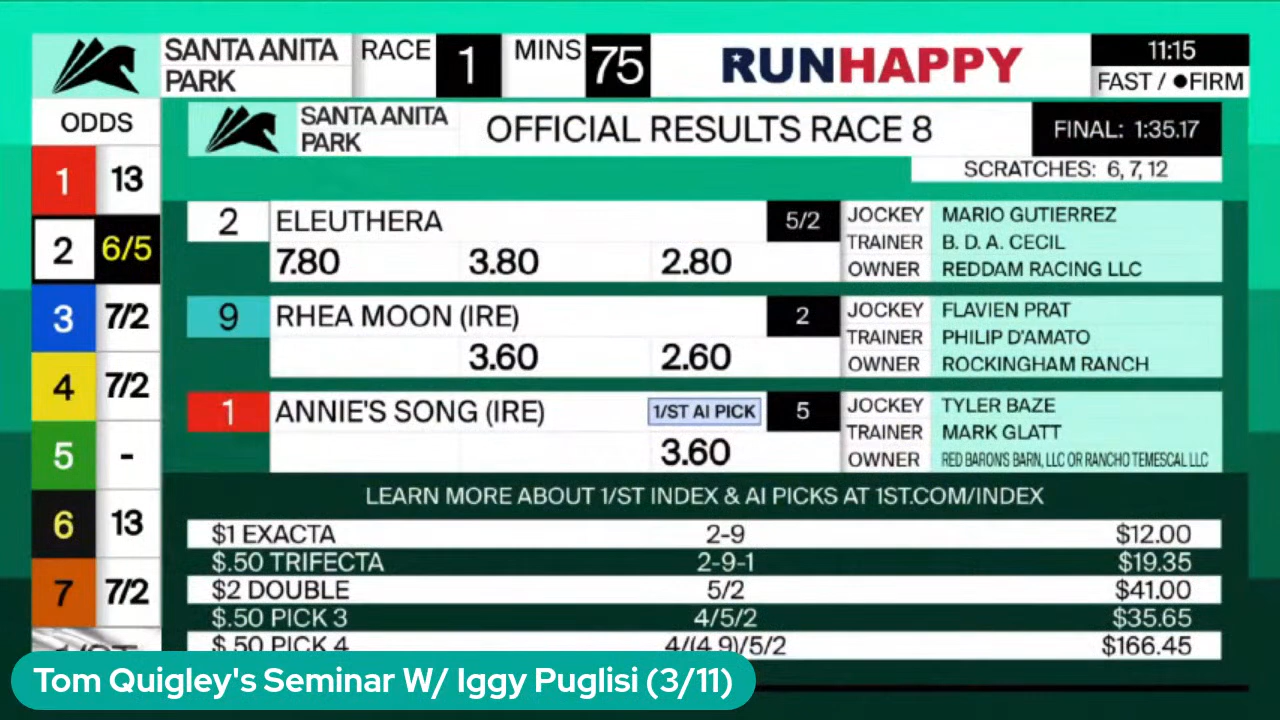 SANTA ANITA PARK RACE 1 MINS 75 RUNHAPPY 11:15
FAST / ●FIRM
ODDS
1 13
2 6/5
3 7/2
4 7/2
5 -
6 13
7 7/2
SANTA ANITA PARK OFFICIAL RESULTS RACE 8 FINAL: 1:35.17
SCRATCHES: 6, 7, 12
2 ELEUTHERA 5/2 JOCKEY MARIO GUTIERREZ
TRAINER B. D. A. CECIL
7.80 3.80 2.80 OWNER REDDAM RACING LLC
9 RHEA MOON (IRE) 2 JOCKEY FLAVIEN PRAT
TRAINER PHILIP D'AMATO
3.60 2.60 OWNER ROCKINGHAM RANCH
1 ANNIE'S SONG (IRE) 1/ST AI PICK 5 JOCKEY TYLER BAZE
TRAINER MARK GLATT
3.60 OWNER RED BARON'S BARN, LLC OR RANCHO TEMESCAL LLC
LEARN MORE ABOUT 1/ST INDEX & AI PICKS AT 1ST.COM/INDEX
$1 EXACTA 2-9 $12.00
$.50 TRIFECTA 2-9-1 $19.35
$2 DOUBLE 5/2 $41.00
$.50 PICK 3 4/5/2 $35.65
$.50 PICK 4 4/(4,9)/5/2 $166.45
Tom Quigley's Seminar W/ Iggy Puglisi (3/11)